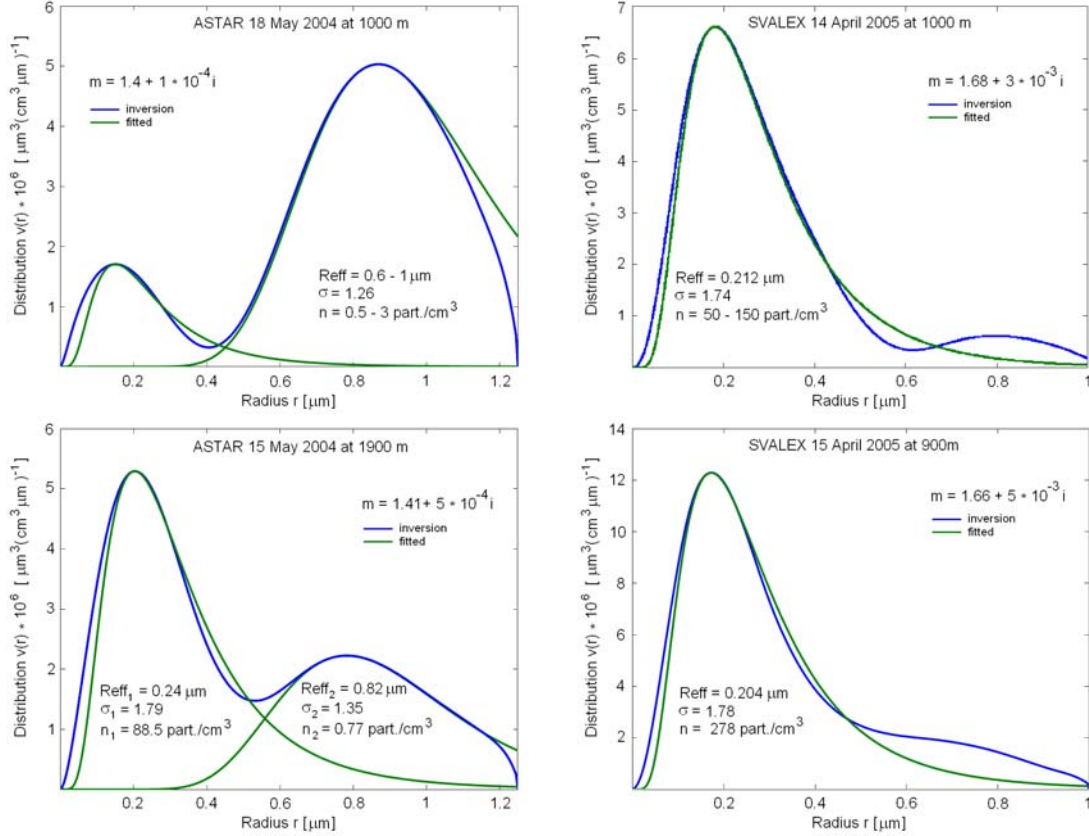 ASTAR 18 May 2004 at 1000 m
Distribution v(r) * 10^6 [ μm^3(cm^3 μm )^-1]
6
5
4
3
2
1
m = 1.4 + 1 * 10^-4 i
inversion
fitted
Reff = 0.6 - 1 μm
σ = 1.26
n = 0.5 - 3 part./cm^3
0.2 0.4 0.6 0.8 1 1.2
Radius r [ μm]
SVALEX 14 April 2005 at 1000 m
Distribution v(r) * 10^6 [ μm^3(cm^3 μm )^-1]
7
6
5
4
3
2
1
m = 1.68 + 3 * 10^-3 i
inversion
fitted
Reff = 0.212 μm
σ = 1.74
n = 50 - 150 part./cm^3
0.2 0.4 0.6 0.8 1
Radius r [ μm]
ASTAR 15 May 2004 at 1900 m
Distribution v(r) * 10^6 [ μm^3(cm^3 μm )^-1]
6
5
4
3
2
1
m = 1.41+ 5 * 10^-4 i
inversion
fitted
Reff_1 = 0.24 μm
σ_1 = 1.79
n_1 = 88.5 part./cm^3
Reff_2 = 0.82 μm
σ_2 = 1.35
n_2 = 0.77 part./cm^3
0.2 0.4 0.6 0.8 1 1.2
Radius r [ μm]
SVALEX 15 April 2005 at 900m
Distribution v(r) * 10^6 [ μm^3(cm^3 μm )^-1]
14
12
10
8
6
4
2
m = 1.66 + 5 * 10^-3 i
inversion
fitted
Reff = 0.204 μm
σ = 1.78
n = 278 part./cm^3
0.2 0.4 0.6 0.8 1
Radius r [ μm]